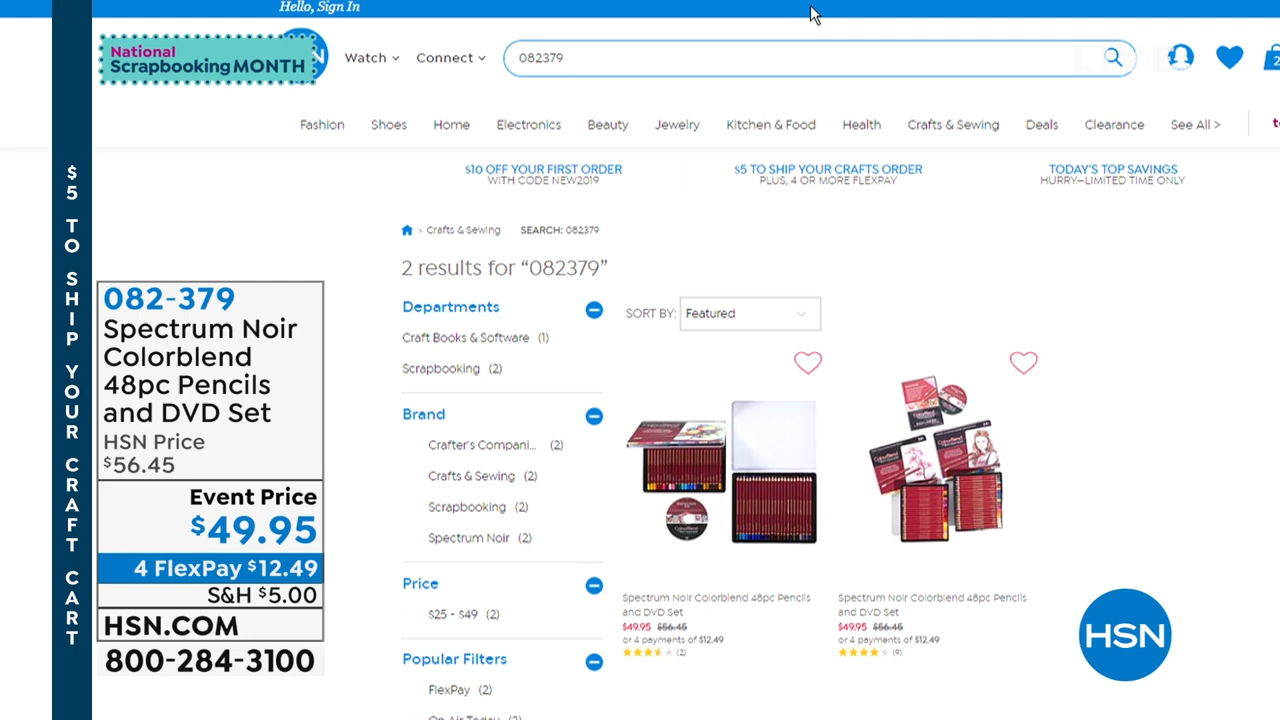 Hello, Sign In
National
Scrapbooking MONTH
Watch
Connect
082379
2
Fashion
Shoes
Home
Electronics
Beauty
Jewelry
Kitchen & Food
Health
Crafts & Sewing
Deals
Clearance
See All >
$10 OFF YOUR FIRST ORDER
WITH CODE NEW2019
$5 TO SHIP YOUR CRAFTS ORDER
PLUS, 4 OR MORE FLEXPAY
TODAY'S TOP SAVINGS
HURRY—LIMITED TIME ONLY
$5 TO SHIP YOUR CRAFT CART
> Crafts & Sewing SEARCH: 082379
2 results for “082379”
082-379
Spectrum Noir
Colorblend
48pc Pencils
and DVD Set
HSN Price
$56.45
Event Price
$49.95
4 FlexPay $12.49
S&H $5.00
HSN.COM
800-284-3100
Departments
Craft Books & Software (1)
Scrapbooking (2)
Brand
Crafter's Compani... (2)
Crafts & Sewing (2)
Scrapbooking (2)
Spectrum Noir (2)
Price
$25 - $49 (2)
Popular Filters
FlexPay (2)
On Air Today (2)
SORT BY: Featured
Spectrum Noir Colorblend 48pc Pencils
and DVD Set
$49.95 $56.45
or 4 payments of $12.49
(2)
Spectrum Noir Colorblend 48pc Pencils
and DVD Set
$49.95 $56.45
or 4 payments of $12.49
(9)
HSN